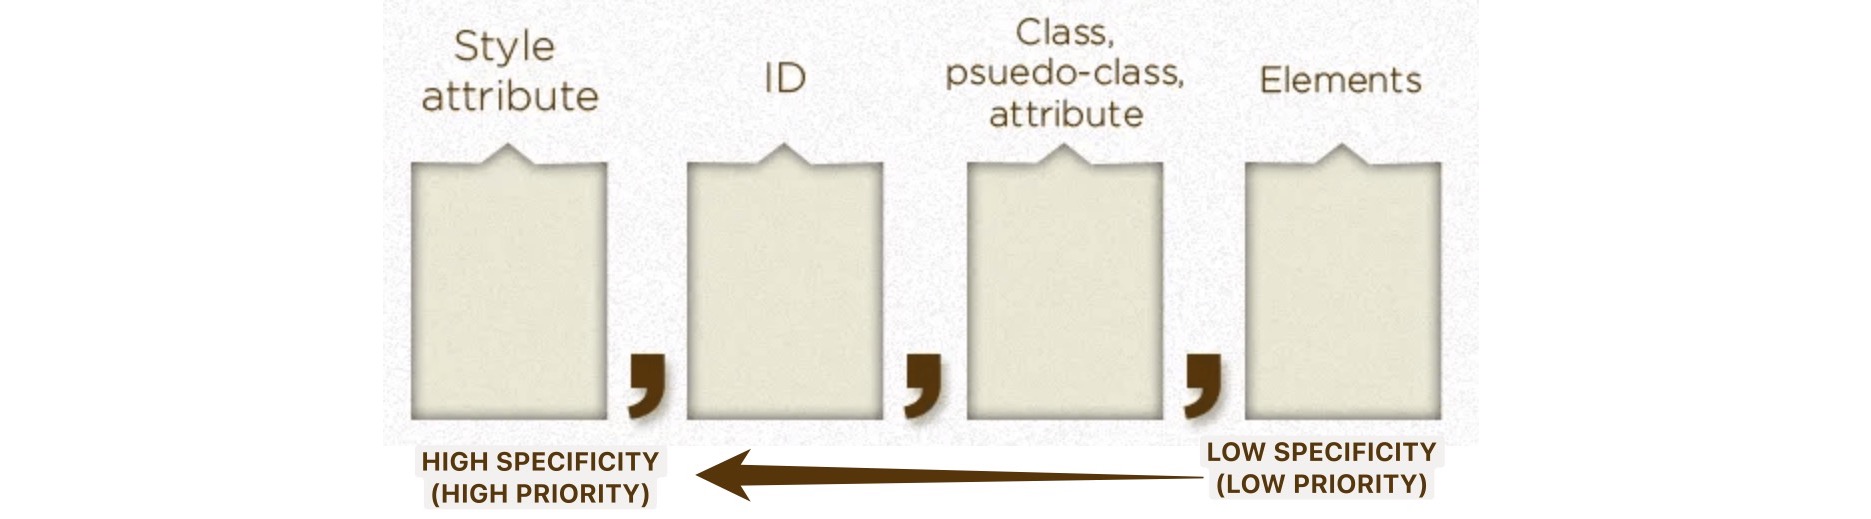 Style
attribute
ID
Class,
psuedo-class,
attribute
Elements
, , ,
HIGH SPECIFICITY
(HIGH PRIORITY)
LOW SPECIFICITY
(LOW PRIORITY)